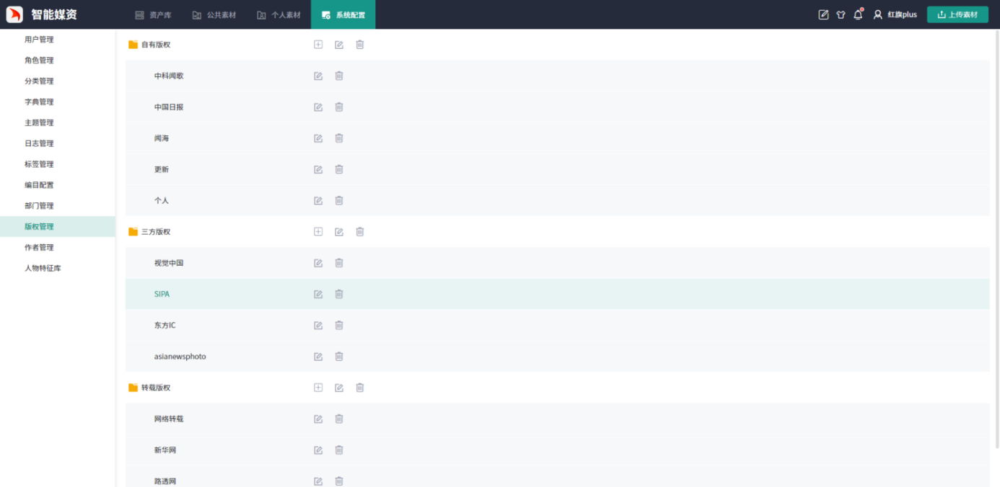 智能媒资
资产库
公共素材
个人素材
系统配置
红旗plus
上传素材
用户管理
角色管理
分类管理
字典管理
主题管理
日志管理
标签管理
编目配置
部门管理
版权管理
作者管理
人物特征库
自有版权
中科闻歌
中国日报
闻海
更新
个人
三方版权
视觉中国
SIPA
东方IC
asianewsphoto
转载版权
网络转载
新华网
路透网